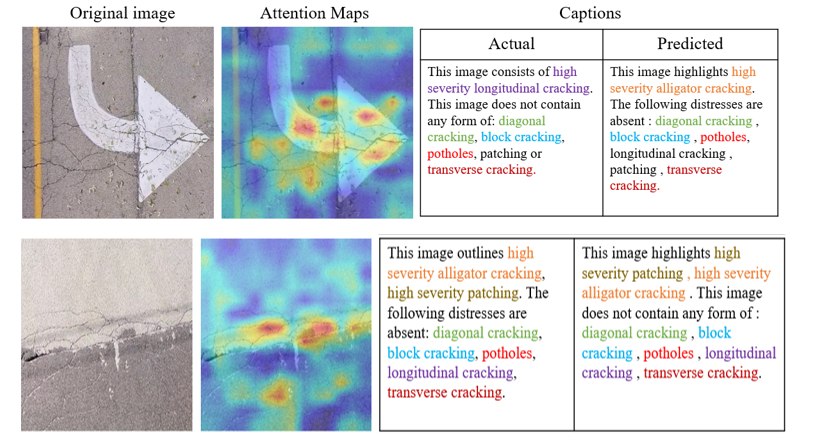 Original image
Attention Maps
Captions
Actual
Predicted
This image consists of high
severity longitudinal cracking.
This image does not contain
any form of: diagonal
cracking, block cracking,
potholes, patching or
transverse cracking.
This image highlights high
severity alligator cracking.
The following distresses are
absent : diagonal cracking ,
block cracking , potholes,
longitudinal cracking ,
patching , transverse
cracking.
This image outlines high
severity alligator cracking,
high severity patching. The
following distresses are
absent: diagonal cracking,
block cracking, potholes,
longitudinal cracking,
transverse cracking.
This image highlights high
severity patching , high severity
alligator cracking . This image
does not contain any form of :
diagonal cracking , block
cracking , potholes , longitudinal
cracking , transverse cracking.